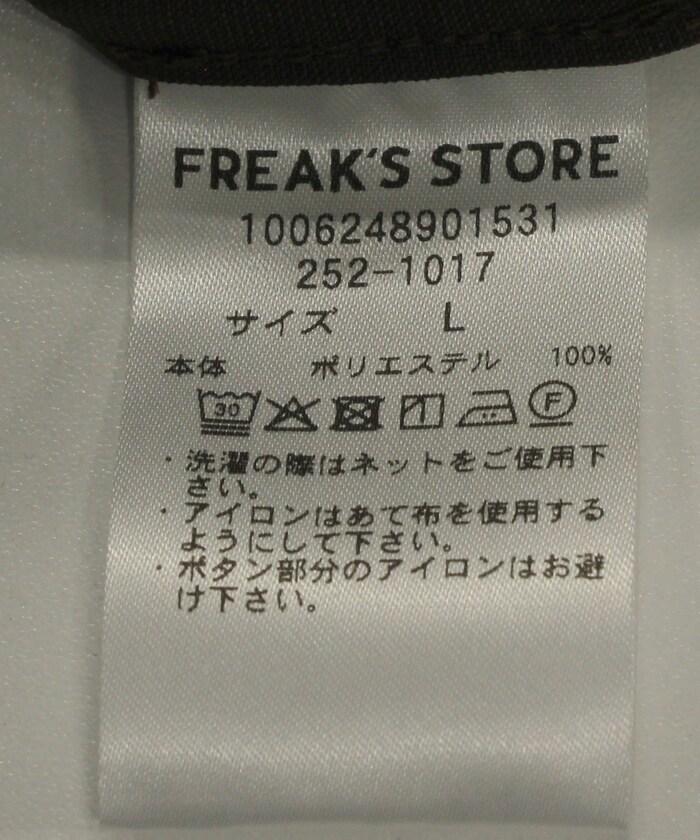 FREAK'S STORE
1006248901531
252-1017
サイズ L
本体 ポリエステル 100%
30 F
・洗濯の際はネットをご使用下
さい。
・アイロンはあて布を使用する
ようにして下さい。
・ボタン部分のアイロンはお避
け下さい。